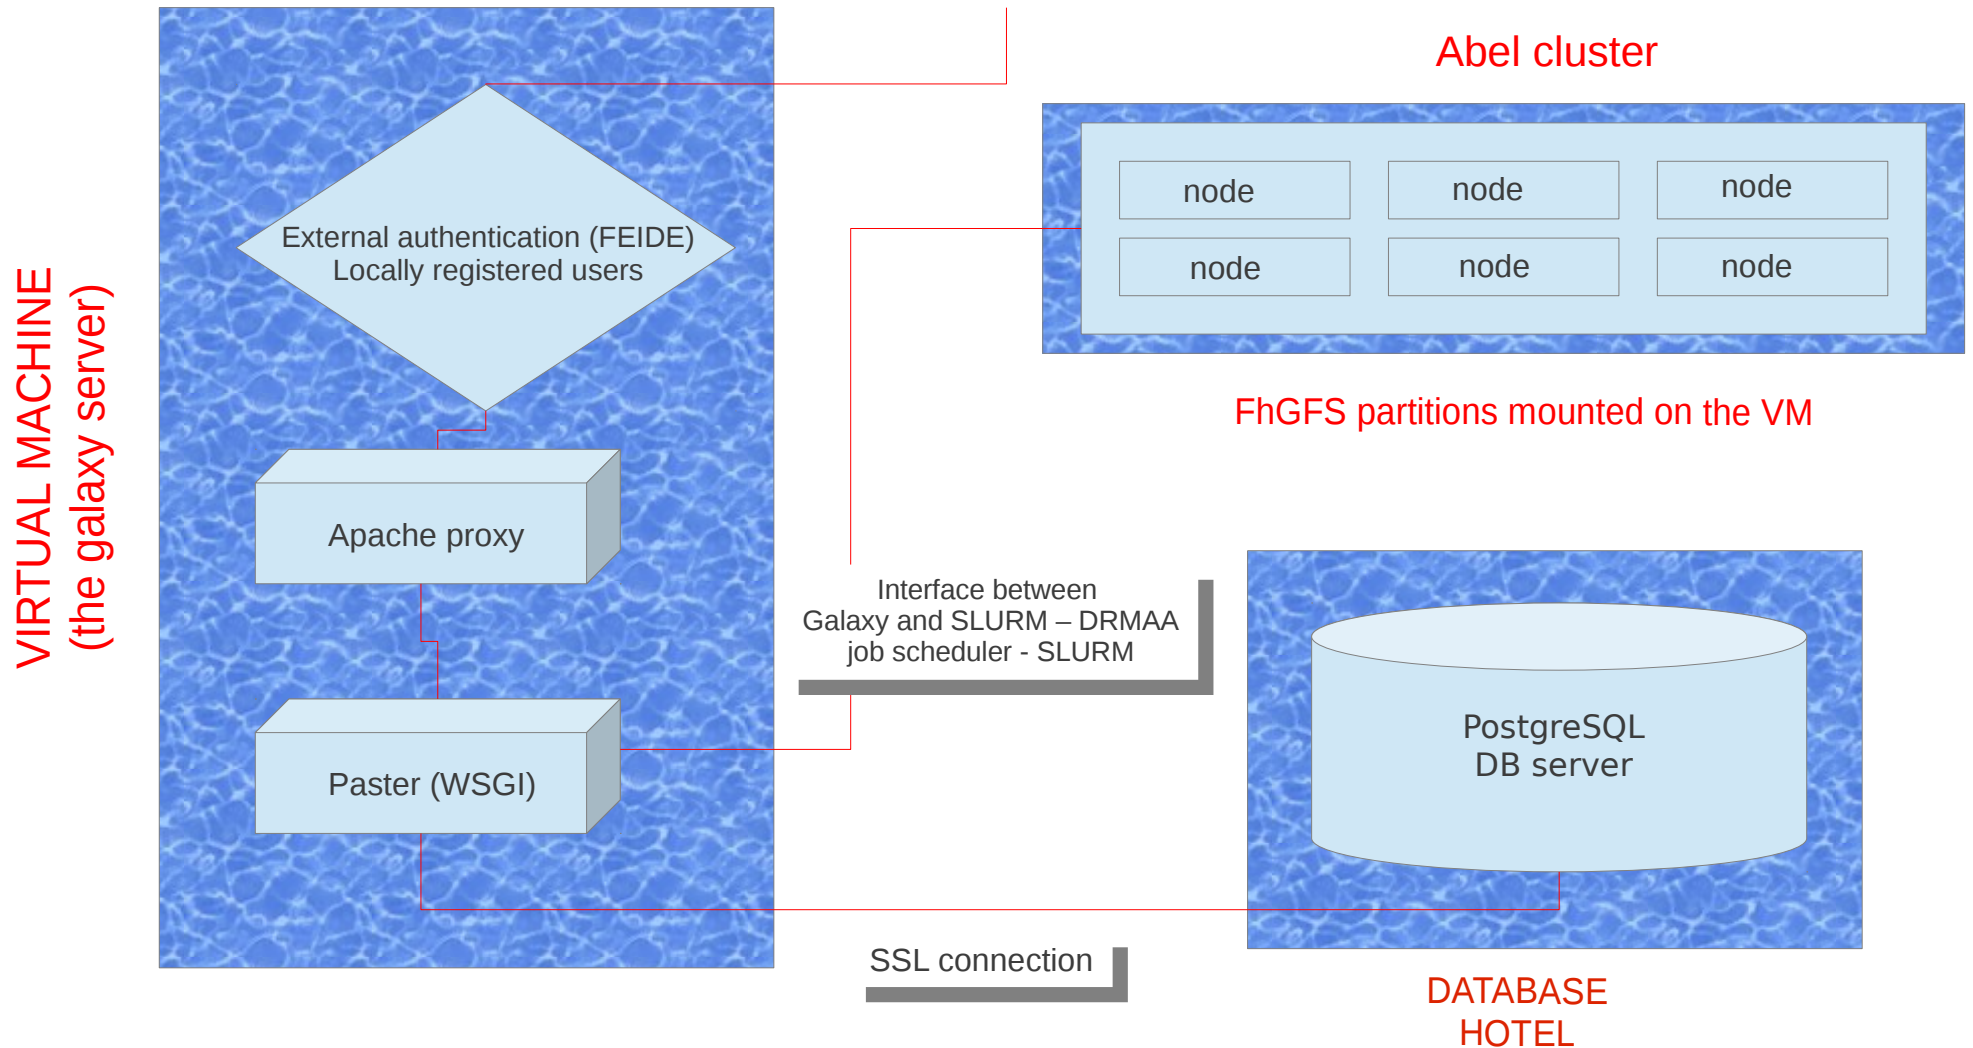 VIRTUAL MACHINE
(the galaxy server)
External authentication (FEIDE)
Locally registered users
Apache proxy
Paster (WSGI)
Abel cluster
node
node
node
node
node
node
FhGFS partitions mounted on the VM
Interface between
Galaxy and SLURM – DRMAA
job scheduler - SLURM
PostgreSQL
DB server
SSL connection
DATABASE
HOTEL